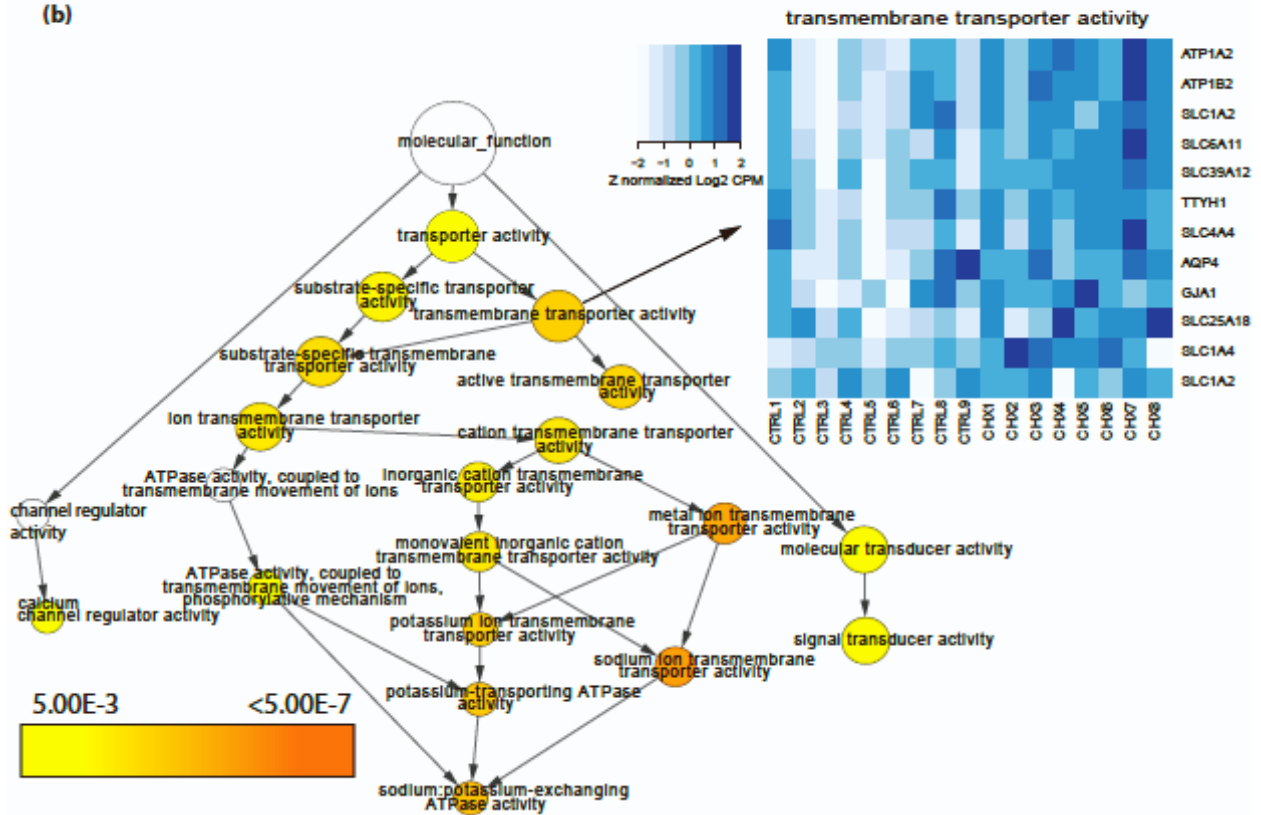 (b)
transmembrane transporter activity
ATP1A2
ATP1B2
SLC1A2
SLC6A11
SLC39A12
TTYH1
SLC4A4
AQP4
GJA1
SLC25A18
SLC1A4
SLC1A2
CTRL1
CTRL2
CTRL3
CTRL4
CTRL5
CTRL6
CTRL7
CTRL8
CTRL9
CHX1
CHX2
CHX3
CHX4
CHX5
CHX6
CHX7
CHX8
-2 -1 0 1 2
Z normalized Log2 CPM
molecular_function
transporter activity
substrate-specific transporter
activity
transmembrane transporter activity
substrate-specific transmembrane
transporter activity
active transmembrane transporter
activity
ion transmembrane transporter
activity
cation transmembrane transporter
activity
ATPase activity, coupled to
transmembrane movement of ions
inorganic cation transmembrane
transporter activity
channel regulator
activity
metal ion transmembrane
transporter activity
molecular transducer activity
monovalent inorganic cation
transmembrane transporter activity
ATPase activity, coupled to
transmembrane movement of ions,
phosphorylative mechanism
calcium
channel regulator activity
potassium ion transmembrane
transporter activity
signal transducer activity
sodium ion transmembrane
transporter activity
potassium-transporting ATPase
activity
sodium:potassium-exchanging
ATPase activity
5.00E-3
<5.00E-7